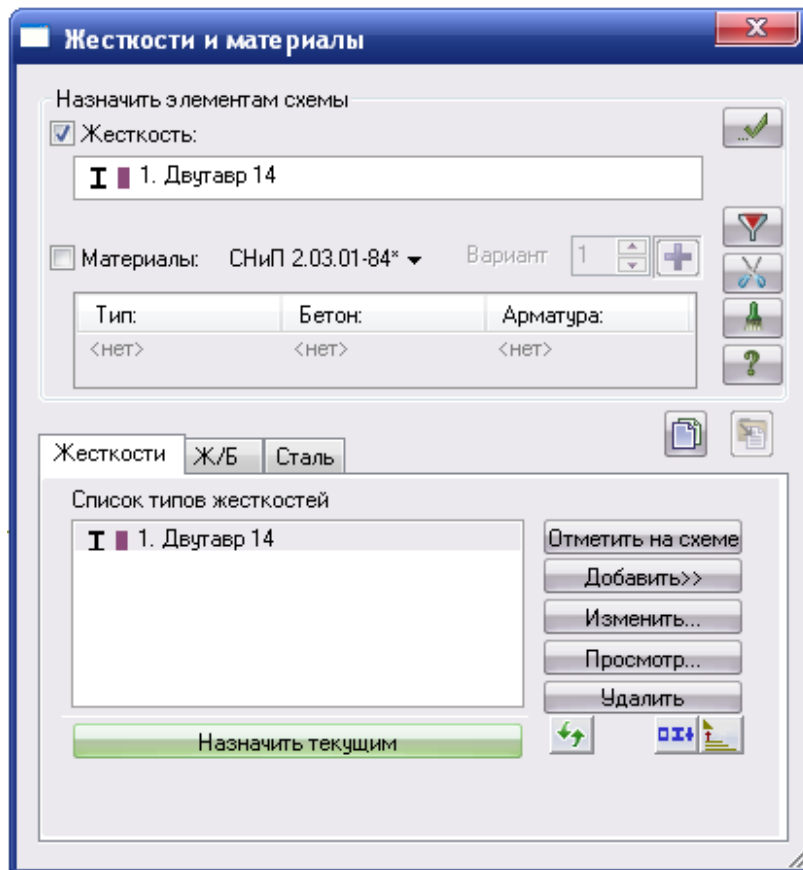 Жесткости и материалы
Назначить элементам схемы
Жесткость:
1. Двутавр 14
Материалы: СНиП 2.03.01-84* Вариант 1
Тип: Бетон: Арматура:
<нет> <нет> <нет>
Жесткости Ж/Б Сталь
Список типов жесткостей
1. Двутавр 14
Отметить на схеме
Добавить>>
Изменить...
Просмотр...
Удалить
Назначить текущим